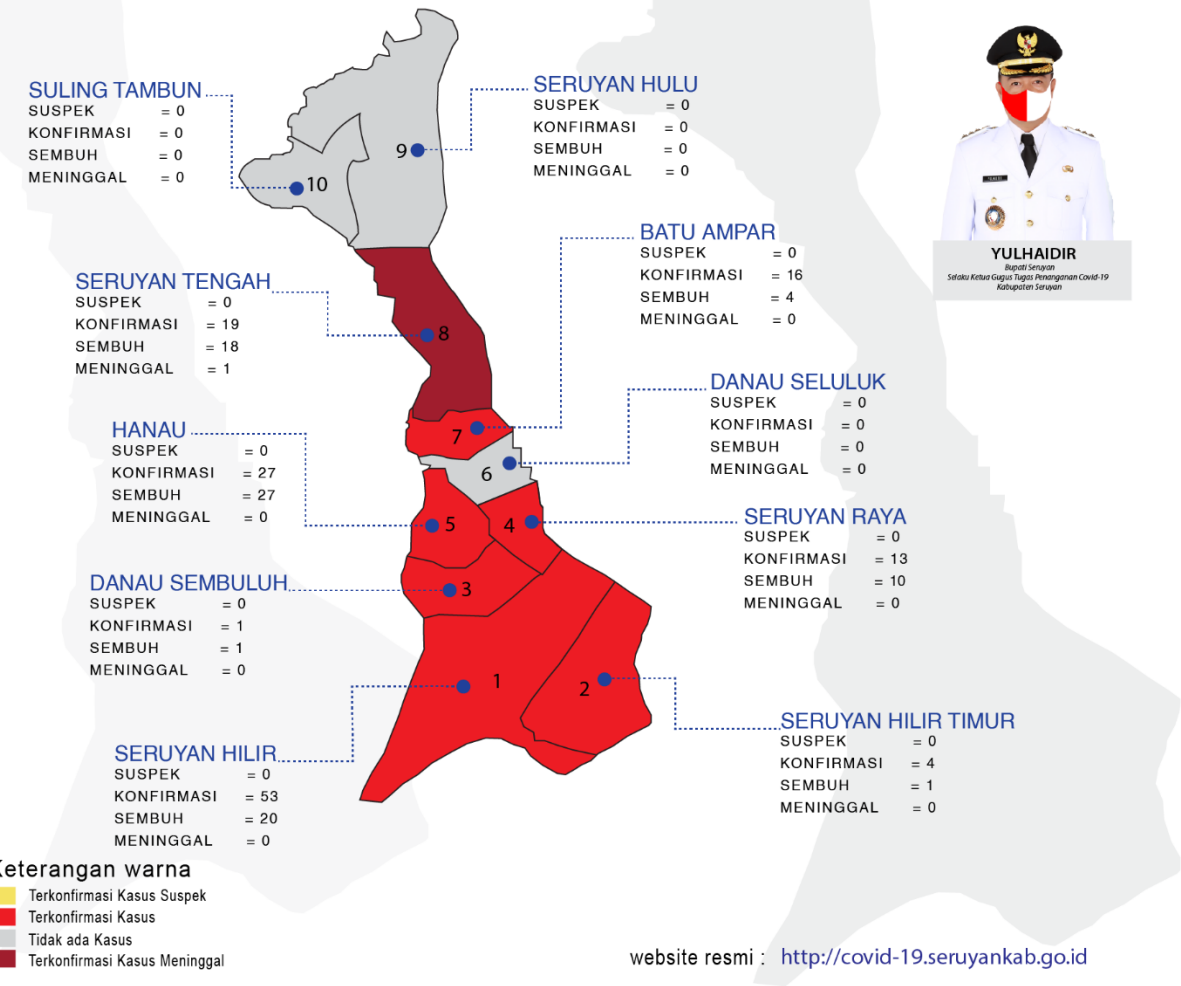 SULING TAMBUN
SUSPEK = 0
KONFIRMASI = 0
SEMBUH = 0
MENINGGAL = 0
SERUYAN HULU
SUSPEK = 0
KONFIRMASI = 0
SEMBUH = 0
MENINGGAL = 0
9
10
YULHAIDIR
Bupati Seruyan
Selaku Ketua Gugus Tugas Penanganan Covid-19
Kabupaten Seruyan
BATU AMPAR
SUSPEK = 0
KONFIRMASI = 16
SEMBUH = 4
MENINGGAL = 0
SERUYAN TENGAH
SUSPEK = 0
KONFIRMASI = 19
SEMBUH = 18
MENINGGAL = 1
8
DANAU SELULUK
SUSPEK = 0
KONFIRMASI = 0
SEMBUH = 0
MENINGGAL = 0
HANAU
SUSPEK = 0
KONFIRMASI = 27
SEMBUH = 27
MENINGGAL = 0
7
6
5
4
SERUYAN RAYA
SUSPEK = 0
KONFIRMASI = 13
SEMBUH = 10
MENINGGAL = 0
DANAU SEMBULUH
SUSPEK = 0
KONFIRMASI = 1
SEMBUH = 1
MENINGGAL = 0
3
1
2
SERUYAN HILIR TIMUR
SUSPEK = 0
KONFIRMASI = 4
SEMBUH = 1
MENINGGAL = 0
SERUYAN HILIR
SUSPEK = 0
KONFIRMASI = 53
SEMBUH = 20
MENINGGAL = 0
Keterangan warna
Terkonfirmasi Kasus Suspek
Terkonfirmasi Kasus
Tidak ada Kasus
Terkonfirmasi Kasus Meninggal
website resmi : http://covid-19.seruyankab.go.id